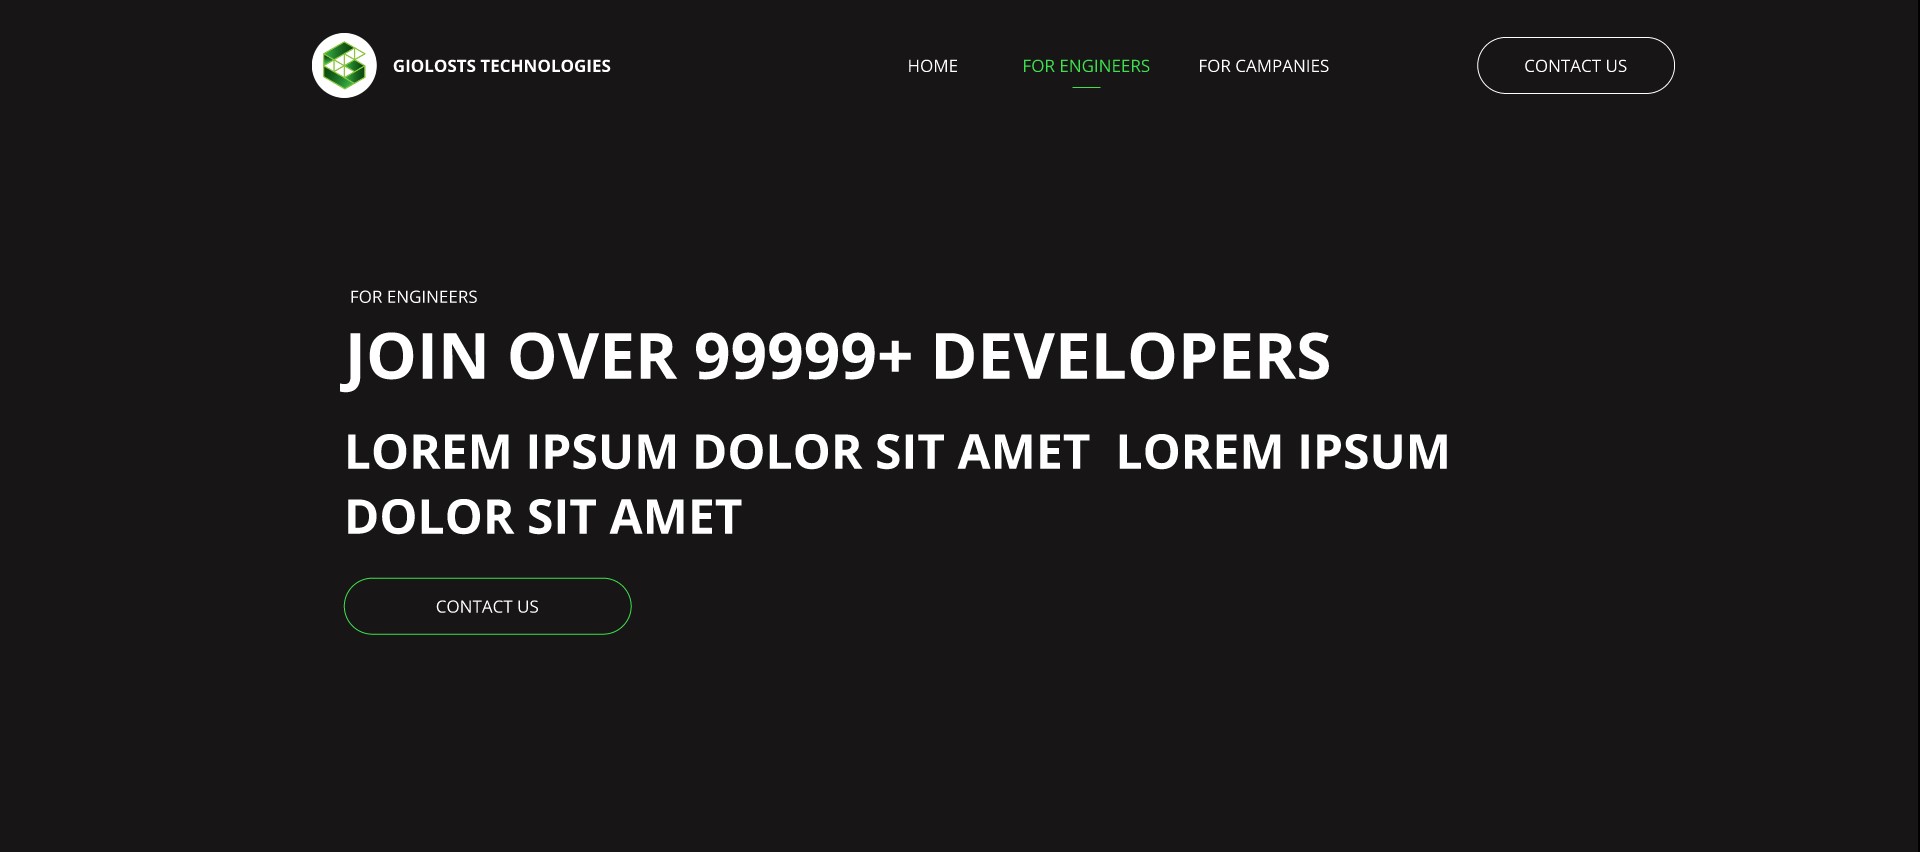 GIOLOSTS TECHNOLOGIES
HOME
FOR ENGINEERS
FOR CAMPANIES
CONTACT US
FOR ENGINEERS
JOIN OVER 99999+ DEVELOPERS
LOREM IPSUM DOLOR SIT AMET  LOREM IPSUM
DOLOR SIT AMET
CONTACT US